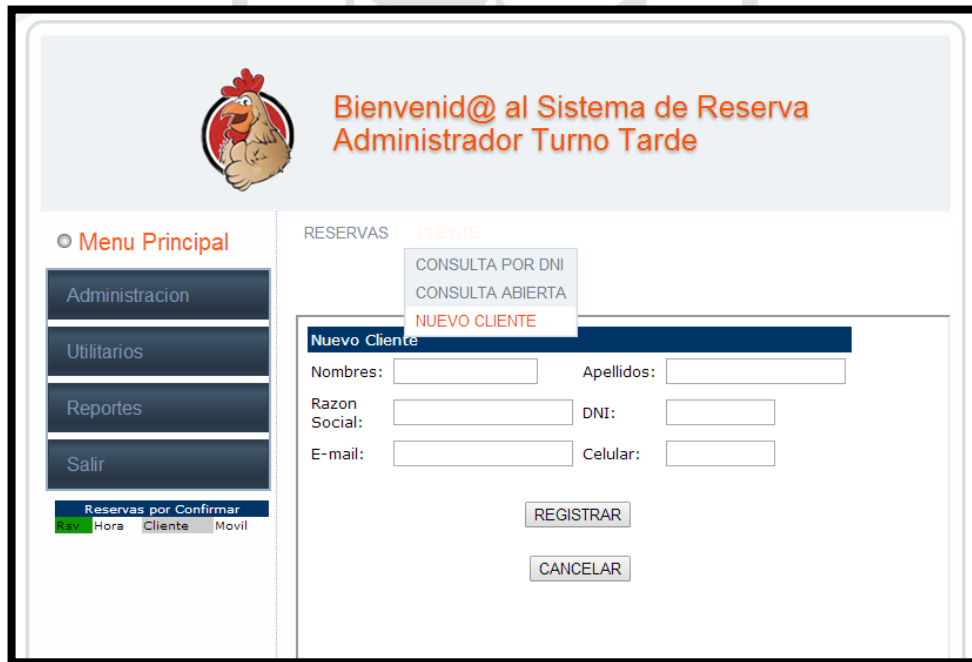 Bienvenid@ al Sistema de Reserva
Administrador Turno Tarde
Menu Principal
Administracion
Utilitarios
Reportes
Salir
Reservas por Confirmar
Rsv Hora Cliente Movil
RESERVAS CLIENTE
CONSULTA POR DNI
CONSULTA ABIERTA
NUEVO CLIENTE
Nuevo Cliente
Nombres: Apellidos:
Razon
Social: DNI:
E-mail: Celular:
REGISTRAR
CANCELAR